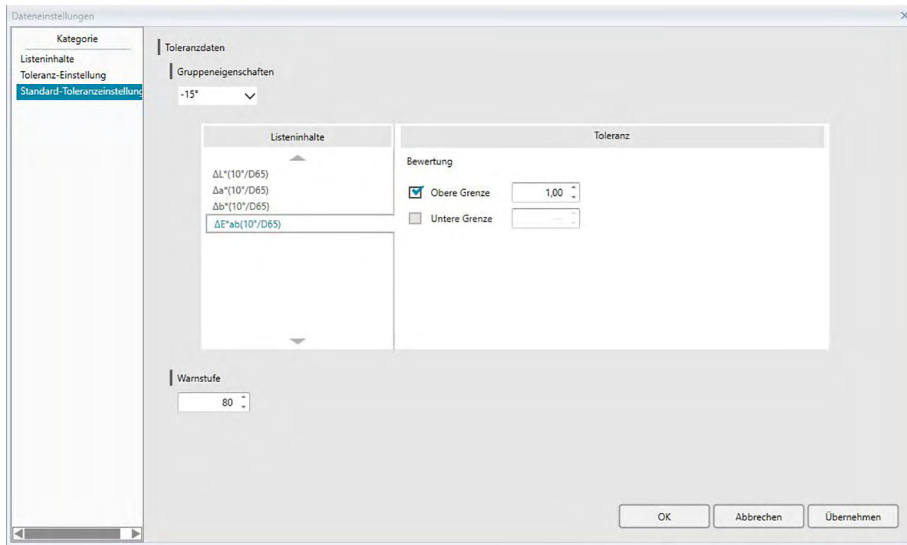 Dateneinstellungen
Kategorie
Listeninhalte
Toleranz-Einstellung
Standard-Toleranzeinstellung
Toleranzdaten
Gruppeneigenschaften
-15°
Listeninhalte
Toleranz
ΔL*(10°/D65)
Δa*(10°/D65)
Δb*(10°/D65)
ΔE*ab(10°/D65)
Bewertung
Obere Grenze 1,00
Untere Grenze ---
Warnstufe
80
OK Abbrechen Übernehmen